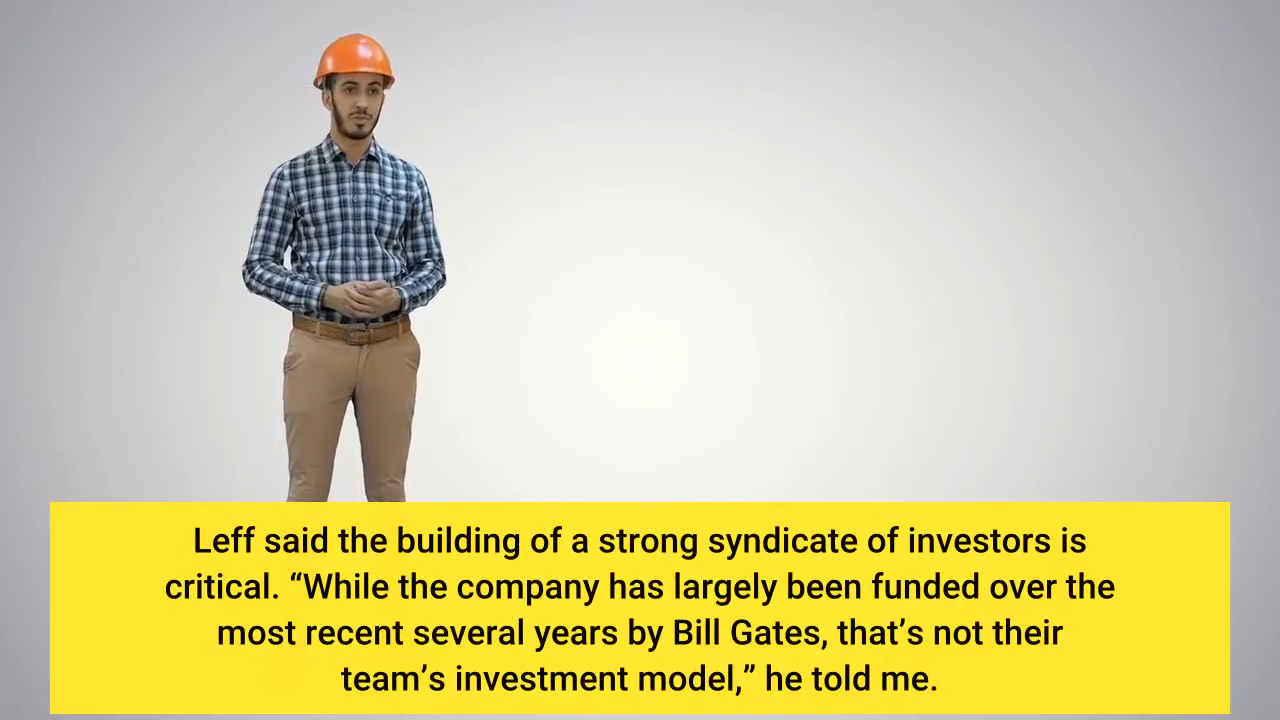 Leff said the building of a strong syndicate of investors is
critical. “While the company has largely been funded over the
most recent several years by Bill Gates, that’s not their
team’s investment model,” he told me.